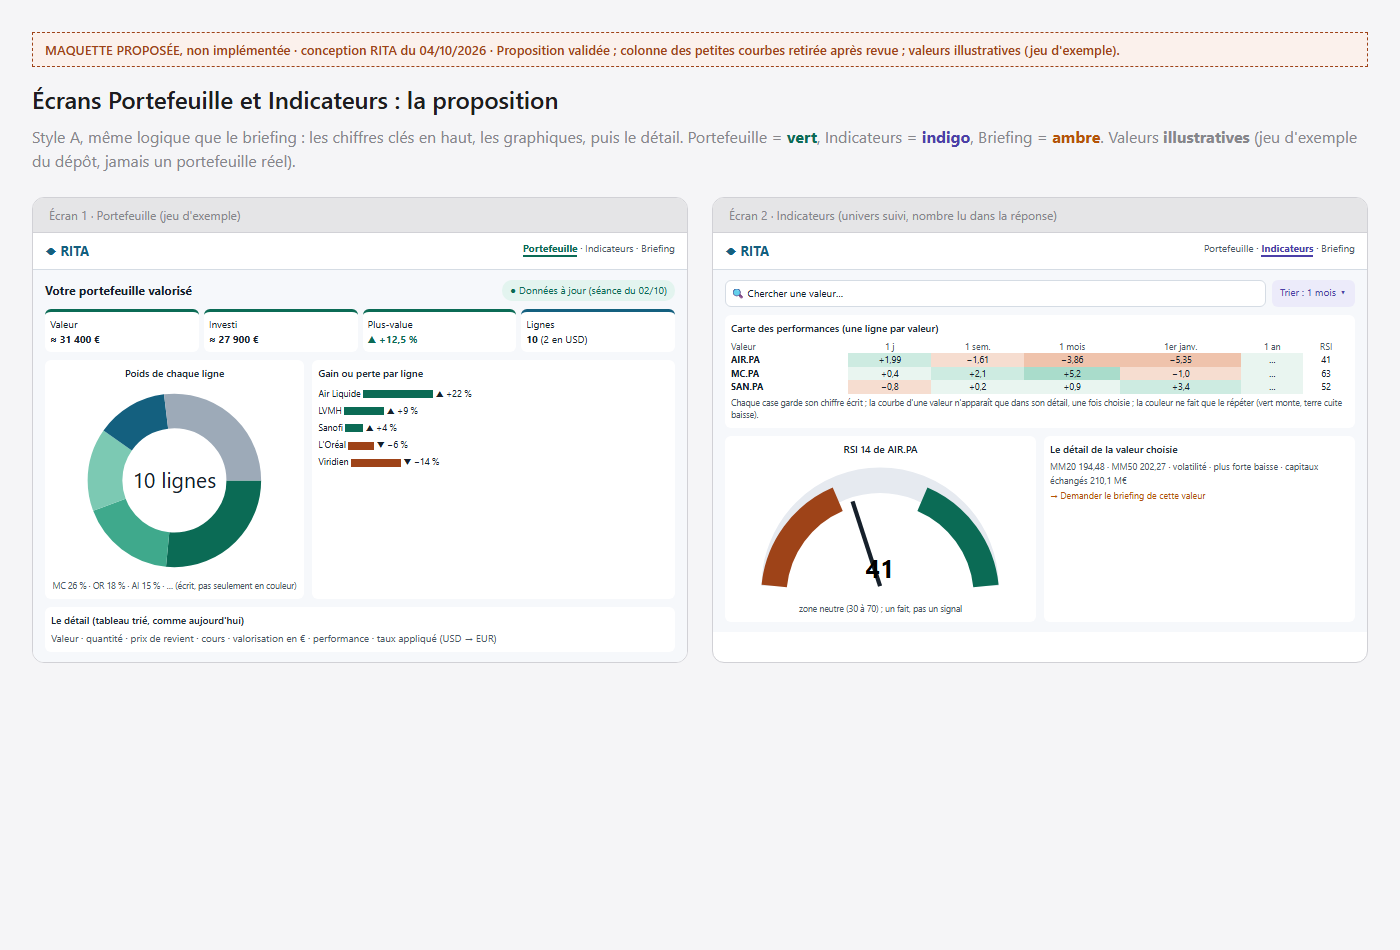 MAQUETTE PROPOSÉE, non implémentée · conception RITA du 04/10/2026 · Proposition validée ; colonne des petites courbes retirée après revue ; valeurs illustratives (jeu d'exemple).
Écrans Portefeuille et Indicateurs : la proposition
Style A, même logique que le briefing : les chiffres clés en haut, les graphiques, puis le détail. Portefeuille = vert, Indicateurs = indigo, Briefing = ambre. Valeurs illustratives (jeu d'exemple
du dépôt, jamais un portefeuille réel).
Écran 1 · Portefeuille (jeu d'exemple)
RITA
Portefeuille · Indicateurs · Briefing
Votre portefeuille valorisé
● Données à jour (séance du 02/10)
Valeur
≈ 31 400 €
Investi
≈ 27 900 €
Plus-value
▲ +12,5 %
Lignes
10 (2 en USD)
Poids de chaque ligne
10 lignes
MC 26 % · OR 18 % · AI 15 % · ... (écrit, pas seulement en couleur)
Gain ou perte par ligne
Air Liquide ▲ +22 %
LVMH ▲ +9 %
Sanofi ▲ +4 %
L'Oréal ▼ −6 %
Viridien ▼ −14 %
Le détail (tableau trié, comme aujourd'hui)
Valeur · quantité · prix de revient · cours · valorisation en € · performance · taux appliqué (USD → EUR)
Écran 2 · Indicateurs (univers suivi, nombre lu dans la réponse)
RITA
Portefeuille · Indicateurs · Briefing
Chercher une valeur...
Trier : 1 mois ▾
Carte des performances (une ligne par valeur)
Valeur 1 j 1 sem. 1 mois 1er janv. 1 an RSI
AIR.PA +1,99 −1,61 −3,86 −5,35 ... 41
MC.PA +0,4 +2,1 +5,2 −1,0 ... 63
SAN.PA −0,8 +0,2 +0,9 +3,4 ... 52
Chaque case garde son chiffre écrit ; la courbe d'une valeur n'apparaît que dans son détail, une fois choisie ; la couleur ne fait que le répéter (vert monte, terre cuite
baisse).
RSI 14 de AIR.PA
41
zone neutre (30 à 70) ; un fait, pas un signal
Le détail de la valeur choisie
MM20 194,48 · MM50 202,27 · volatilité · plus forte baisse · capitaux
échangés 210,1 M€
→ Demander le briefing de cette valeur